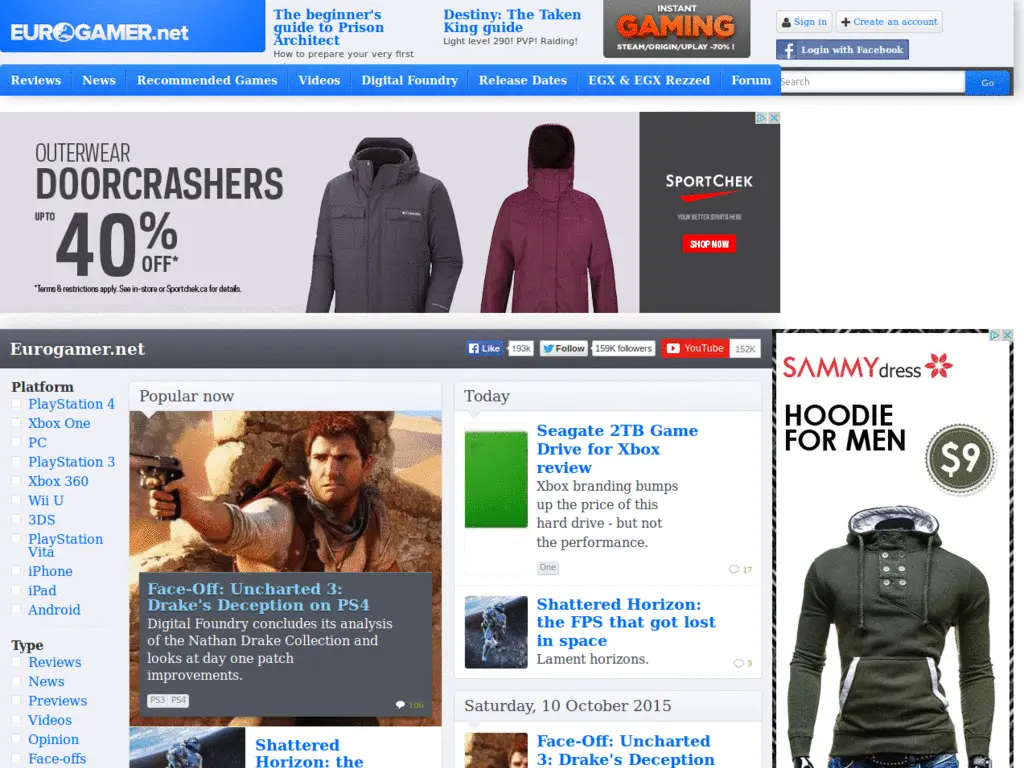 EUROGAMER.net
The beginner's
guide to Prison
Architect
How to prepare your very first
Destiny: The Taken
King guide
Light level 290! PVP! Raiding!
INSTANT
GAMING
STEAM/ORIGIN/UPLAY -70% !
Sign in
Create an account
Login with Facebook
Reviews
News
Recommended Games
Videos
Digital Foundry
Release Dates
EGX & EGX Rezzed
Forum
Search
Go
OUTERWEAR
DOORCRASHERS
UP TO
40%
OFF*
*Terms & restrictions apply. See in-store or Sportchek.ca for details.
Columbia
SPORTCHEK
YOUR BETTER STARTS HERE
SHOP NOW
Eurogamer.net
Like
193k
Follow
159K followers
YouTube
152K
Platform
PlayStation 4
Xbox One
PC
PlayStation 3
Xbox 360
Wii U
3DS
PlayStation
Vita
iPhone
iPad
Android
Type
Reviews
News
Previews
Videos
Opinion
Face-offs
Popular now
Face-Off: Uncharted 3:
Drake's Deception on PS4
Digital Foundry concludes its analysis
of the Nathan Drake Collection and
looks at day one patch
improvements.
PS3 PS4
106
Shattered
Horizon: the
Today
Seagate 2TB Game
Drive for Xbox
review
Xbox branding bumps
up the price of this
hard drive - but not
the performance.
One
17
Shattered Horizon:
the FPS that got lost
in space
Lament horizons.
5
Saturday, 10 October 2015
Face-Off: Uncharted
3: Drake's Deception
SAMMYdress
HOODIE
FOR MEN
$9